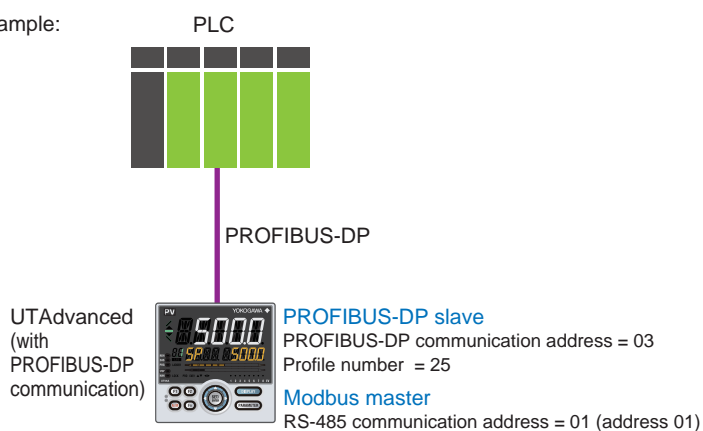 ample:
PLC
PROFIBUS-DP
UTAdvanced
(with
PROFIBUS-DP
communication)
PV
YOKOGAWA
500.0
SP
500.0
PROFIBUS-DP slave
PROFIBUS-DP communication address = 03
Profile number = 25
Modbus master
RS-485 communication address = 01 (address 01)